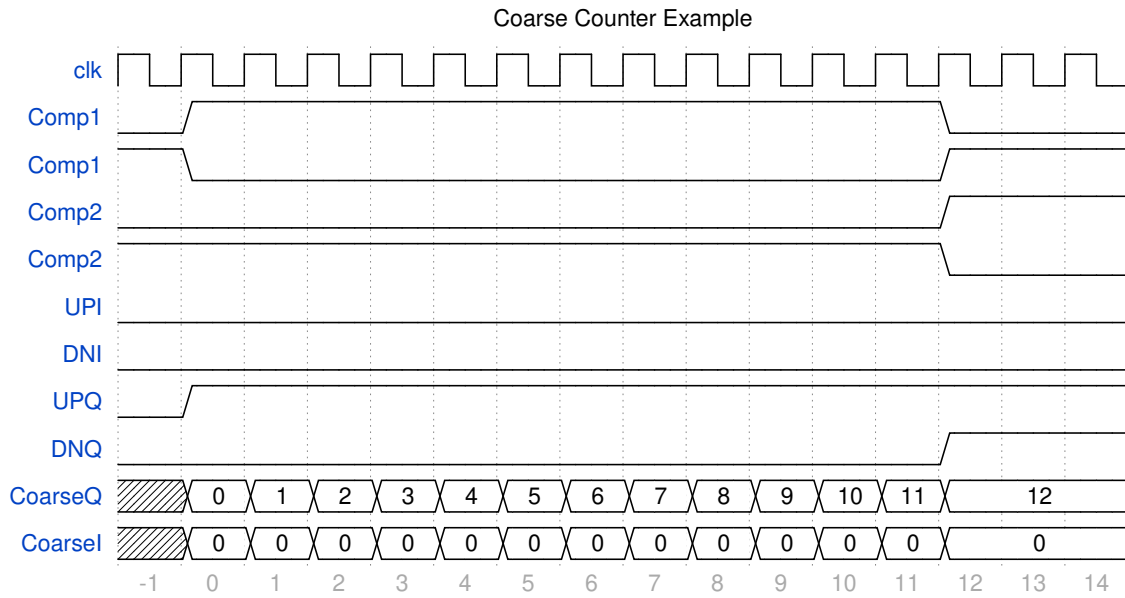 Coarse Counter Example
clk
Comp1
Comp1
Comp2
Comp2
UPI
DNI
UPQ
DNQ
CoarseQ 0 1 2 3 4 5 6 7 8 9 10 11 12
CoarseI 0 0 0 0 0 0 0 0 0 0 0 0 0
-1 0 1 2 3 4 5 6 7 8 9 10 11 12 13 14